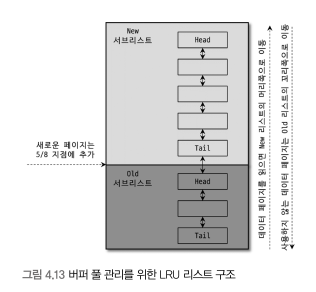 New
서브리스트
Head
Tail
새로운 페이지는
5/8 지점에 추가
Old
서브리스트
Head
Tail
데이터 페이지를 읽으면 New 리스트의 머리쪽으로 이동
사용하지 않는 데이터 페이지는 Old 리스트의 꼬리쪽으로 이동
그림 4.13 버퍼 풀 관리를 위한 LRU 리스트 구조